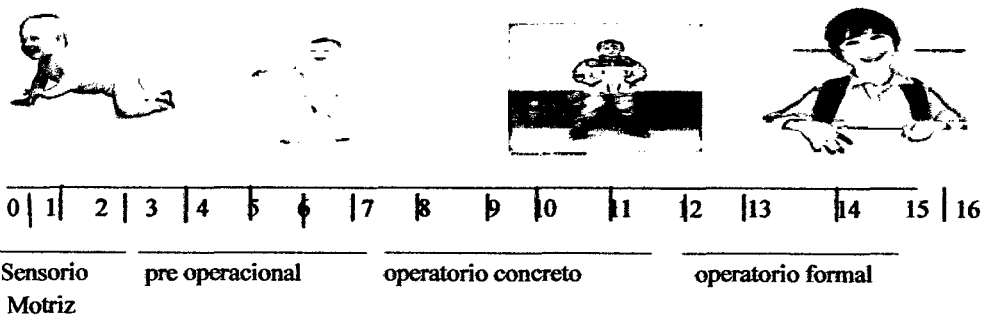 0 | 1| 2 | 3 | 4 5 6 |7 |8 |9 |10 |11 |12 |13 |14 15 | 16
Sensorio pre operacional operatorio concreto operatorio formal
Motriz